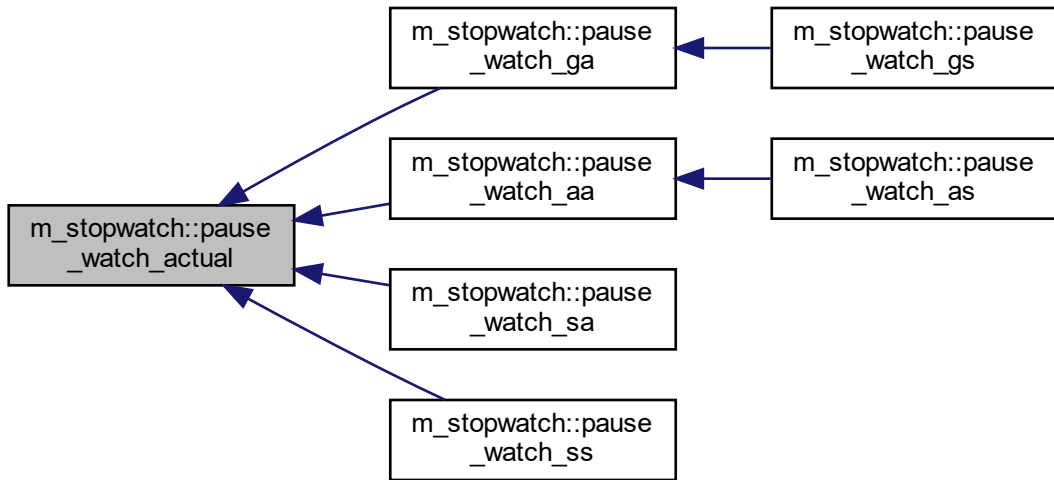 m_stopwatch::pause
_watch_ga
m_stopwatch::pause
_watch_gs
m_stopwatch::pause
_watch_aa
m_stopwatch::pause
_watch_as
m_stopwatch::pause
_watch_actual
m_stopwatch::pause
_watch_sa
m_stopwatch::pause
_watch_ss